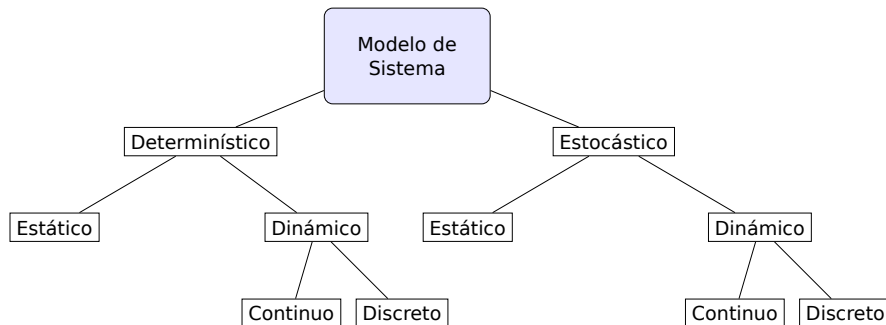 Modelo de
Sistema
Determinístico
Estocástico
Estático
Dinámico
Estático
Dinámico
Continuo
Discreto
Continuo
Discreto